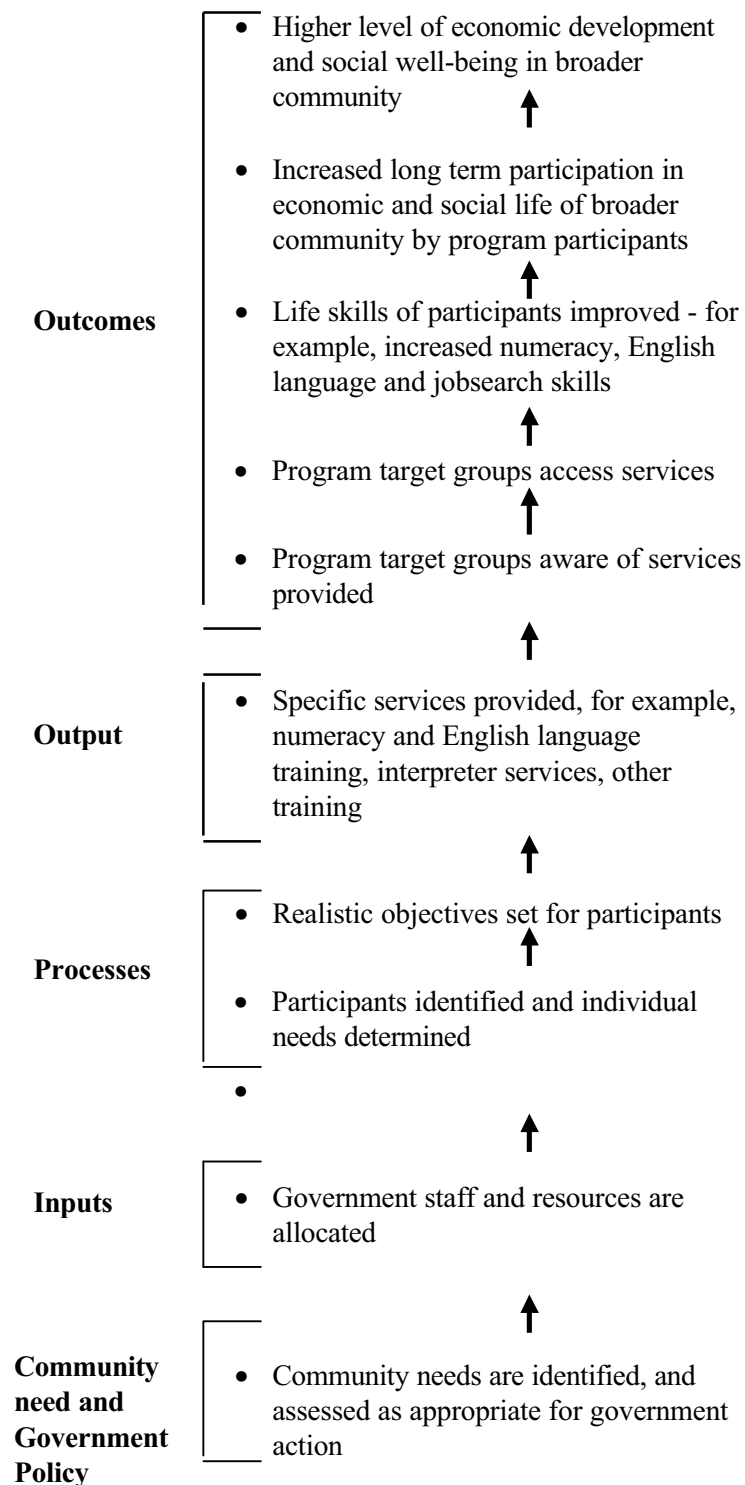 • Higher level of economic development
and social well-being in broader
community
• Increased long term participation in
economic and social life of broader
community by program participants
Outcomes
• Life skills of participants improved - for
example, increased numeracy, English
language and jobsearch skills
• Program target groups access services
• Program target groups aware of services
provided
Output
• Specific services provided, for example,
numeracy and English language
training, interpreter services, other
training
Processes
• Realistic objectives set for participants
• Participants identified and individual
needs determined
•
Inputs
• Government staff and resources are
allocated
Community
need and
Government
Policy
• Community needs are identified, and
assessed as appropriate for government
action